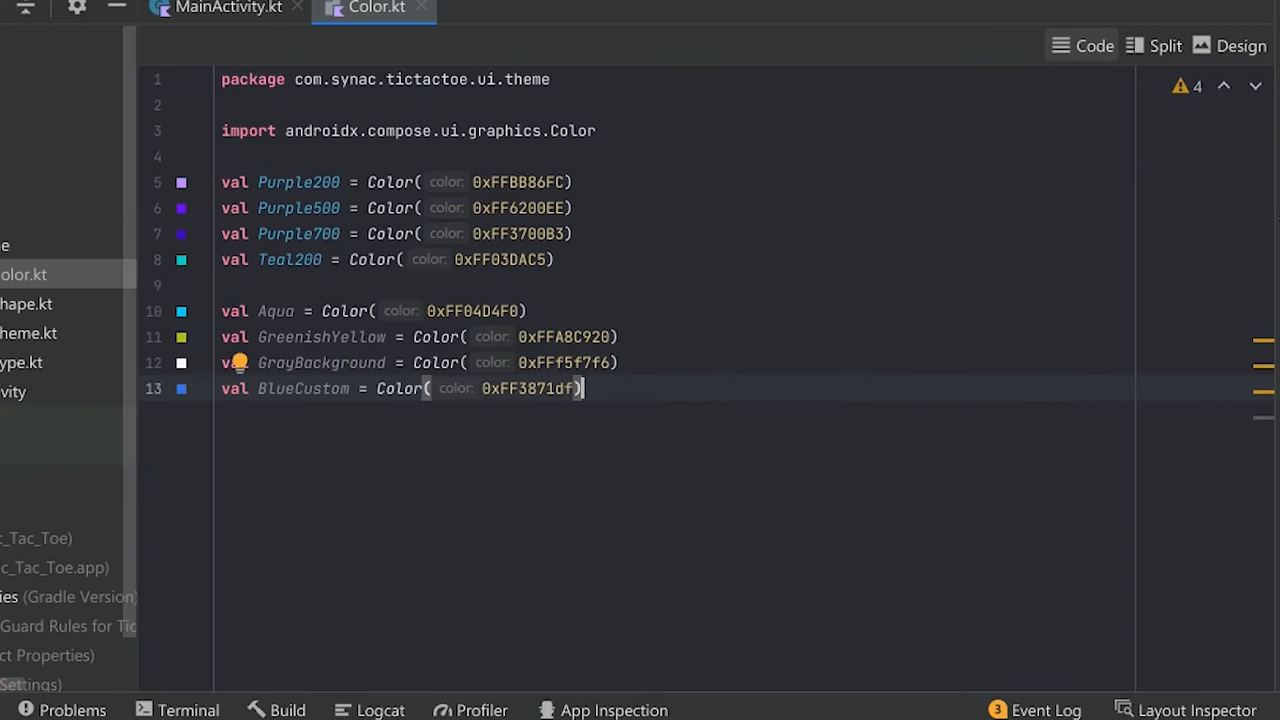 MainActivity.kt
Color.kt
Code
Split
Design
1 package com.synac.tictactoe.ui.theme
4
2
3 import androidx.compose.ui.graphics.Color
4
5 val Purple200 = Color( color: 0xFFBB86FC)
6 val Purple500 = Color( color: 0xFF6200EE)
7 val Purple700 = Color( color: 0xFF3700B3)
8 val Teal200 = Color( color: 0xFF03DAC5)
9
10 val Aqua = Color( color: 0xFF04D4F0)
11 val GreenishYellow = Color( color: 0xFFA8C920)
12 val GrayBackground = Color( color: 0xFFf5f7f6)
13 val BlueCustom = Color( color: 0xFF3871df)
e
olor.kt
hape.kt
heme.kt
ype.kt
ivity
c_Tac_Toe)
c_Tac_Toe.app)
ies (Gradle Version)
Guard Rules for Tic
ct Properties)
Settings)
Problems
Terminal
Build
Logcat
Profiler
App Inspection
3 Event Log
Layout Inspector